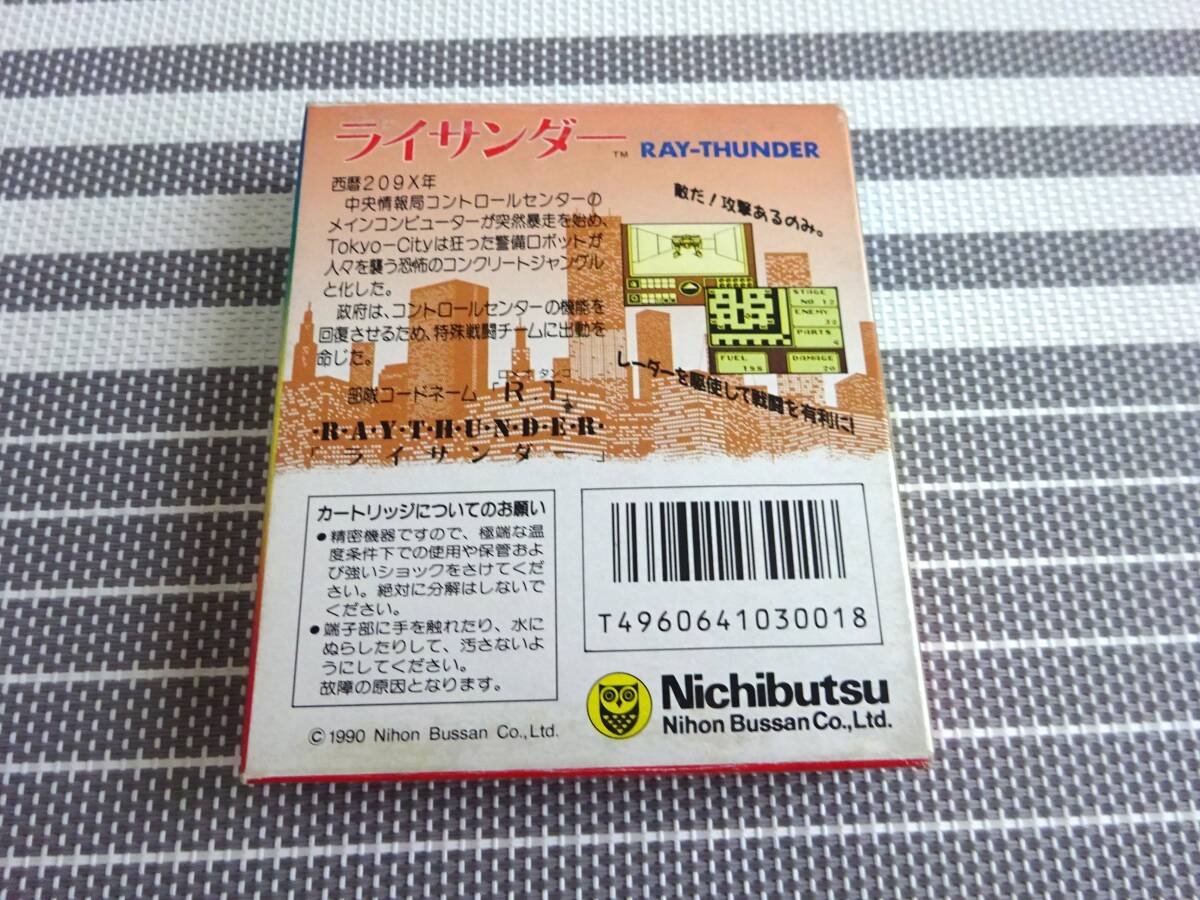 ライサンダー™ RAY-THUNDER
西暦209X年
中央情報局コントロールセンターの
メインコンピューターが突然暴走を始め、
Tokyo-Cityは狂った警備ロボットが
人々を襲う恐怖のコンクリートジャングル
と化した。
政府は、コントロールセンターの機能を
回復させるため、特殊戦闘チームに出動を
命じた。
部隊コードネーム「R.T」
·R·A·Y·T·H·U·N·D·E·R·
「ライサンダー」
敵だ!攻撃あるのみ。
STAGE
NO 12
ENEMY
32
PARTS
4
FUEL
DAMAGE
20
レーダーを駆使して戦闘を有利に!
カートリッジについてのお願い
●精密機器ですので、極端な温
度条件下での使用や保管およ
び強いショックをさけてくだ
さい。絶対に分解はしないで
ください。
●端子部に手を触れたり、水に
ぬらしたりして、汚さないよ
うにしてください。
故障の原因となります。
T4960641030018
Nichibutsu
Nihon Bussan Co.,Ltd.
© 1990 Nihon Bussan Co.,Ltd.